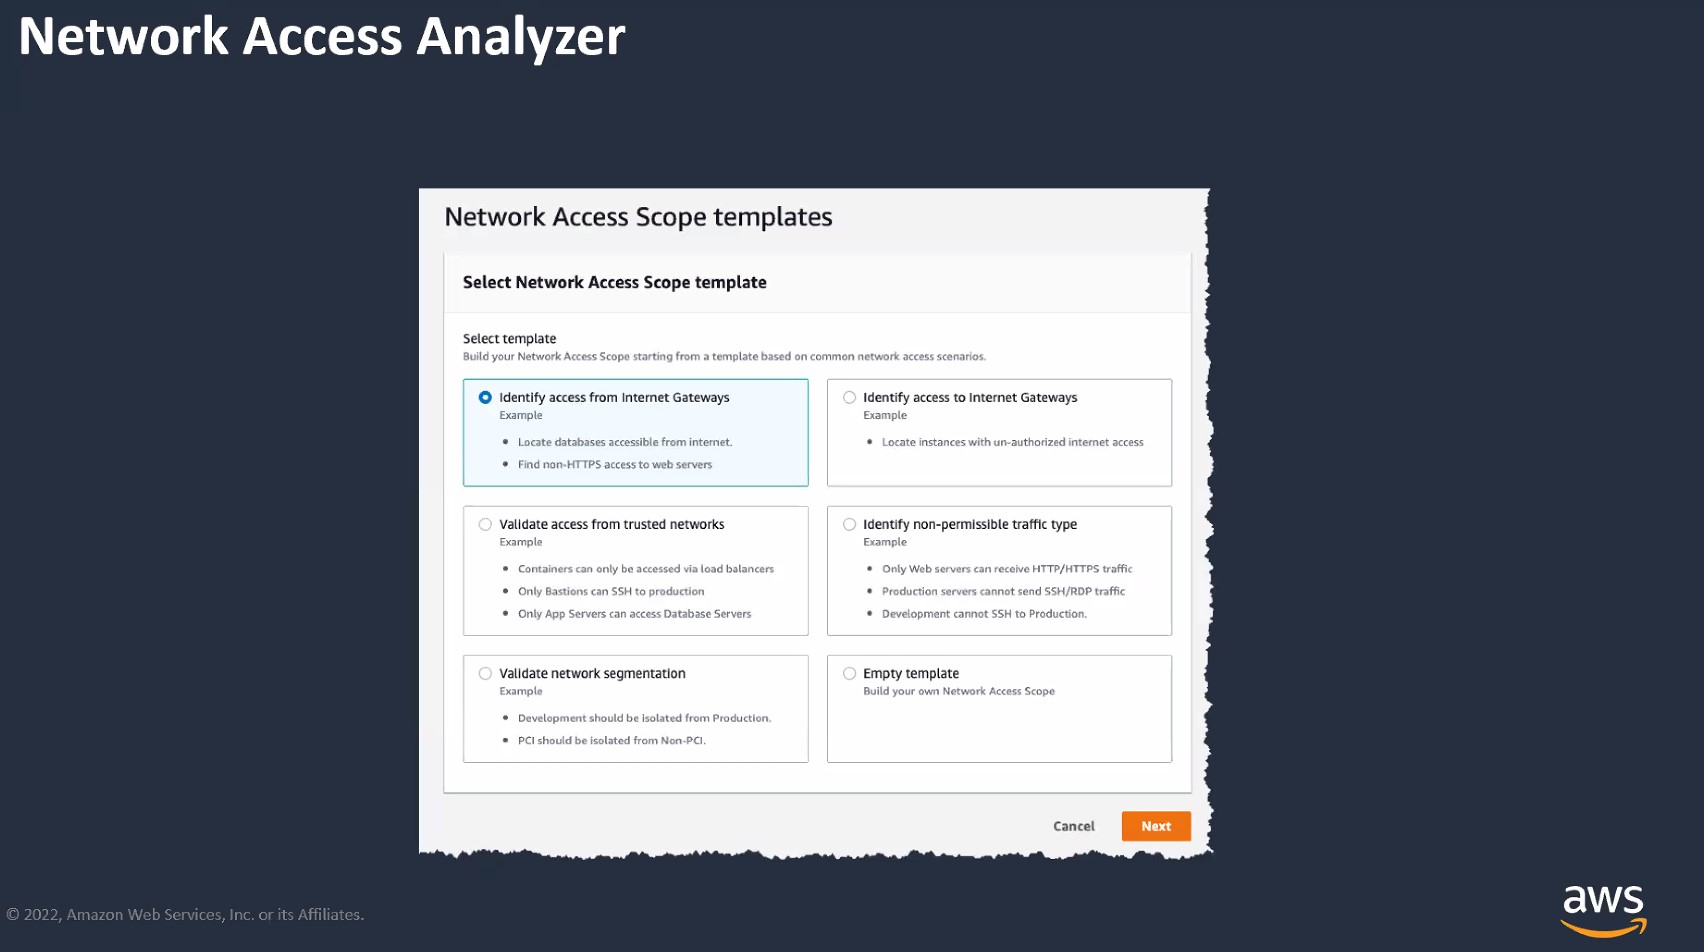 Network Access Analyzer
Network Access Scope templates
Select Network Access Scope template
Select template
Build your Network Access Scope starting from a template based on common network access scenarios.
Identify access from Internet Gateways
Example
• Locate databases accessible from internet.
• Find non-HTTPS access to web servers
Identify access to Internet Gateways
Example
• Locate instances with un-authorized internet access
Validate access from trusted networks
Example
• Containers can only be accessed via load balancers
• Only Bastions can SSH to production
• Only App Servers can access Database Servers
Identify non-permissible traffic type
Example
• Only Web servers can receive HTTP/HTTPS traffic
• Production servers cannot send SSH/RDP traffic
• Development cannot SSH to Production.
Validate network segmentation
Example
• Development should be isolated from Production.
• PCI should be isolated from Non-PCI.
Empty template
Build your own Network Access Scope
Cancel
Next
© 2022, Amazon Web Services, Inc. or its Affiliates.
aws